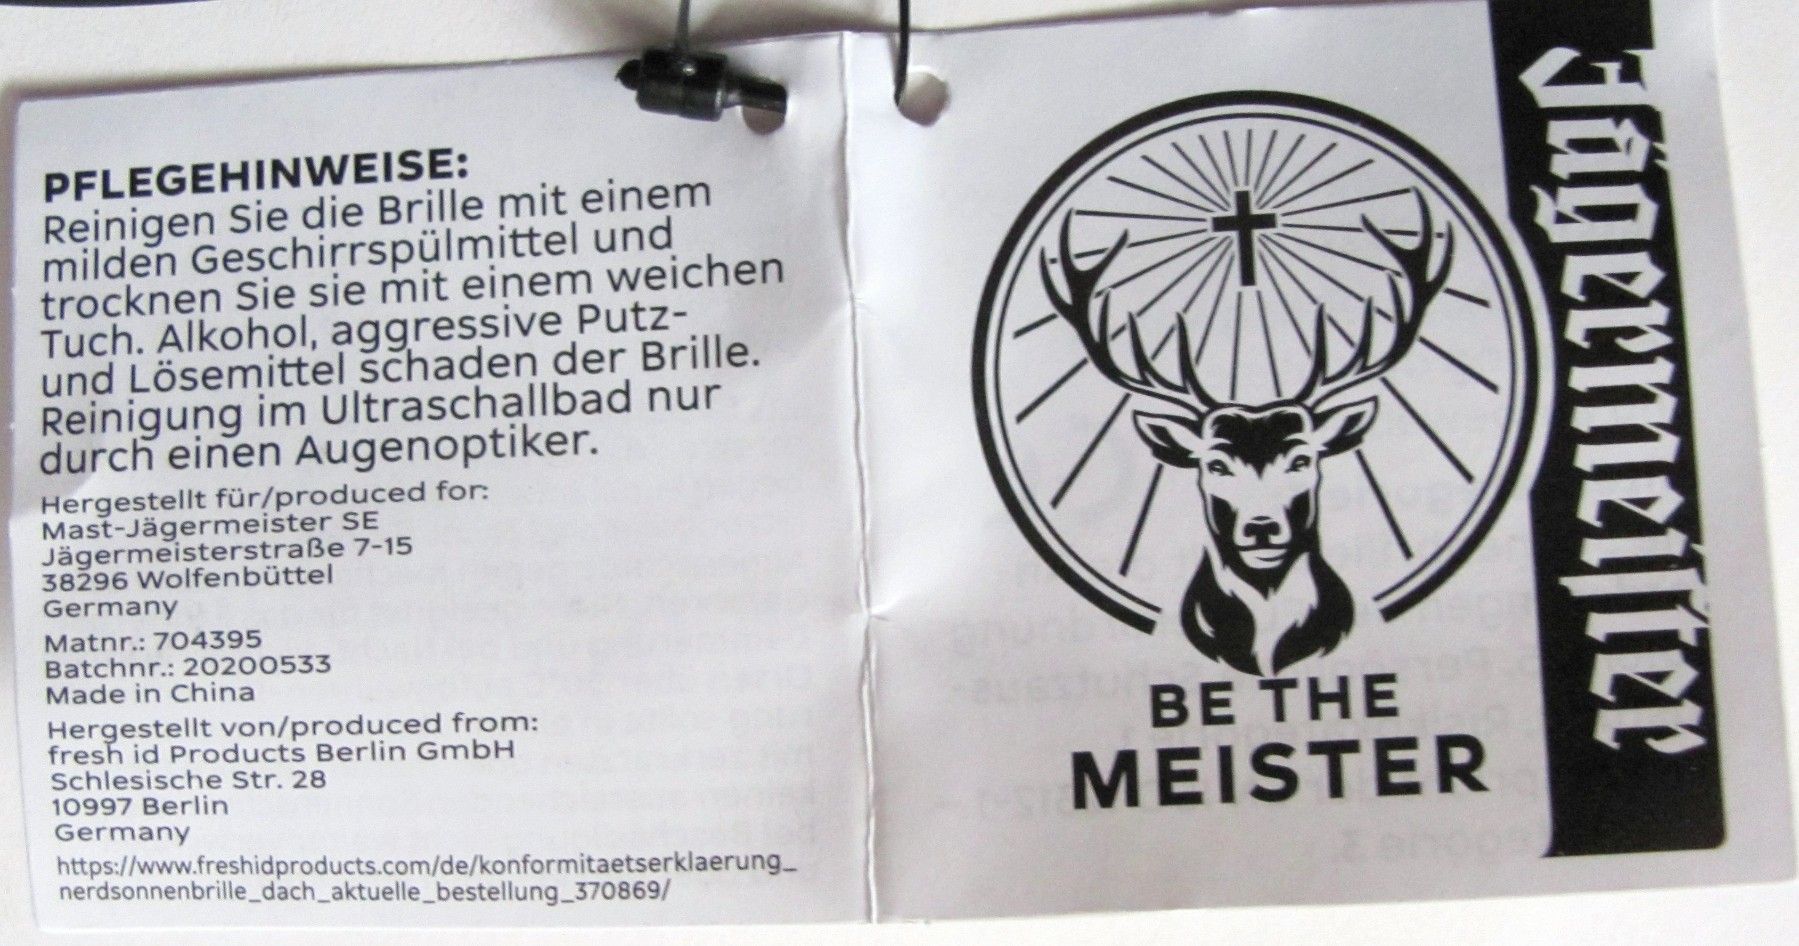 PFLEGEHINWEISE:
Reinigen Sie die Brille mit einem
milden Geschirrspülmittel und
trocknen Sie sie mit einem weichen
Tuch. Alkohol, aggressive Putz-
und Lösemittel schaden der Brille.
Reinigung im Ultraschallbad nur
durch einen Augenoptiker.
Hergestellt für/produced for:
Mast-Jägermeister SE
Jägermeisterstraße 7-15
38296 Wolfenbüttel
Germany
Matnr.: 704395
Batchnr.: 20200533
Made in China
Hergestellt von/produced from:
fresh id Products Berlin GmbH
Schlesische Str. 28
10997 Berlin
Germany
https://www.freshidproducts.com/de/konformitaetserklaerung_
nerdsonnenbrille_dach_aktuelle_bestellung_370869/
BE THE
MEISTER
Jägermeister